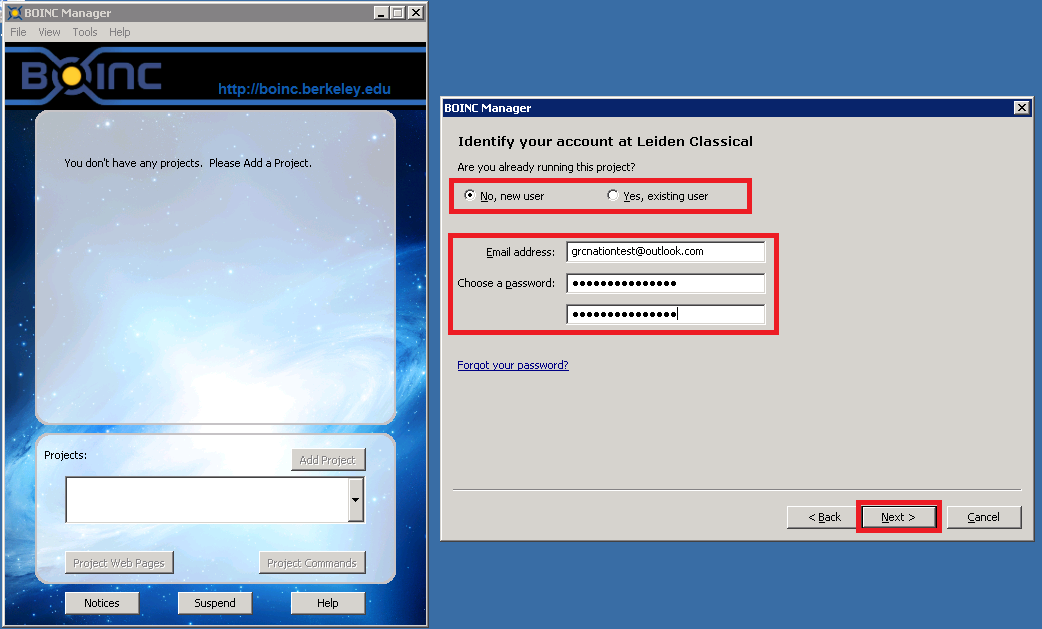 BOINC Manager
File View Tools Help
BOINC
http://boinc.berkeley.edu
You don't have any projects. Please Add a Project.
Projects:
Add Project
Project Web Pages
Project Commands
Notices
Suspend
Help
BOINC Manager
Identify your account at Leiden Classical
Are you already running this project?
No, new user
Yes, existing user
Email address: grcnationtest@outlook.com
Choose a password: ●●●●●●●●●●●●●●●
●●●●●●●●●●●●●●●
Forgot your password?
< Back
Next >
Cancel